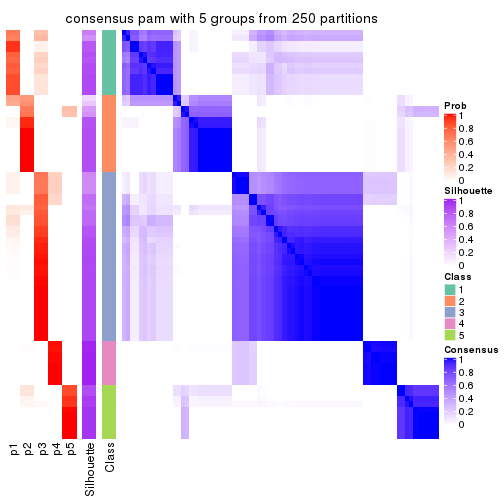 consensus pam with 5 groups from 250 partitions
Prob
1
0.8
0.6
0.4
0.2
0
Silhouette
1
0.8
0.6
0.4
0.2
0
Class
1
2
3
4
5
Consensus
1
0.8
0.6
0.4
0.2
0
p1
p2
p3
p4
p5
Silhouette
Class